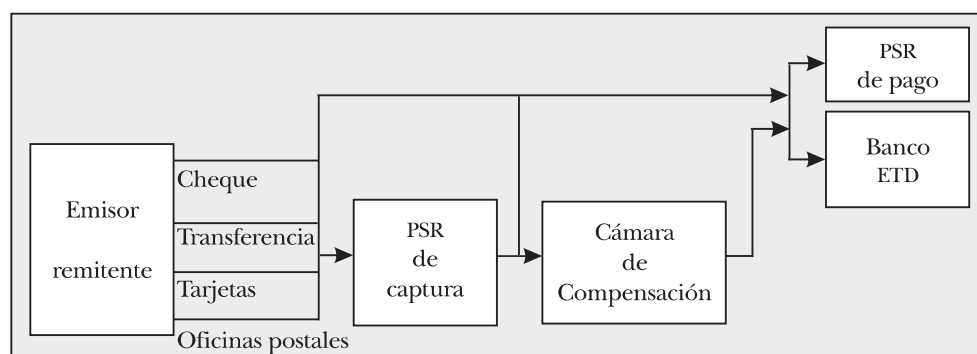 Emisor
remitente
Cheque
Transferencia
Tarjetas
Oficinas postales
PSR
de
captura
Cámara
de
Compensación
PSR
de pago
Banco
ETD